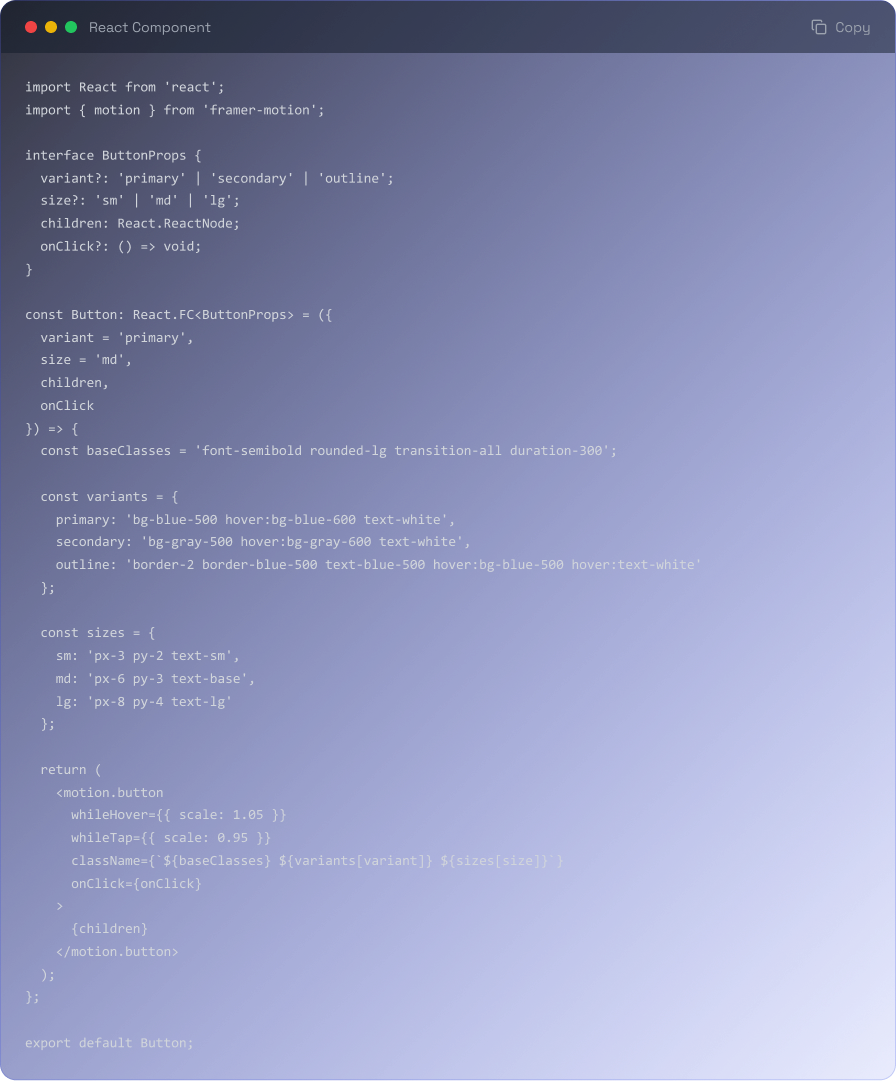 React Component
Copy
import React from 'react';
import { motion } from 'framer-motion';

interface ButtonProps {
  variant?: 'primary' | 'secondary' | 'outline';
  size?: 'sm' | 'md' | 'lg';
  children: React.ReactNode;
  onClick?: () => void;
}

const Button: React.FC<ButtonProps> = ({
  variant = 'primary',
  size = 'md',
  children,
  onClick
}) => {
  const baseClasses = 'font-semibold rounded-lg transition-all duration-300';

  const variants = {
    primary: 'bg-blue-500 hover:bg-blue-600 text-white',
    secondary: 'bg-gray-500 hover:bg-gray-600 text-white',
    outline: 'border-2 border-blue-500 text-blue-500 hover:bg-blue-500 hover:text-white'
  };

  const sizes = {
    sm: 'px-3 py-2 text-sm',
    md: 'px-6 py-3 text-base',
    lg: 'px-8 py-4 text-lg'
  };

  return (
    <motion.button
      whileHover={{ scale: 1.05 }}
      whileTap={{ scale: 0.95 }}
      className={`${baseClasses} ${variants[variant]} ${sizes[size]}`}
      onClick={onClick}
    >
      {children}
    </motion.button>
  );
};

export default Button;